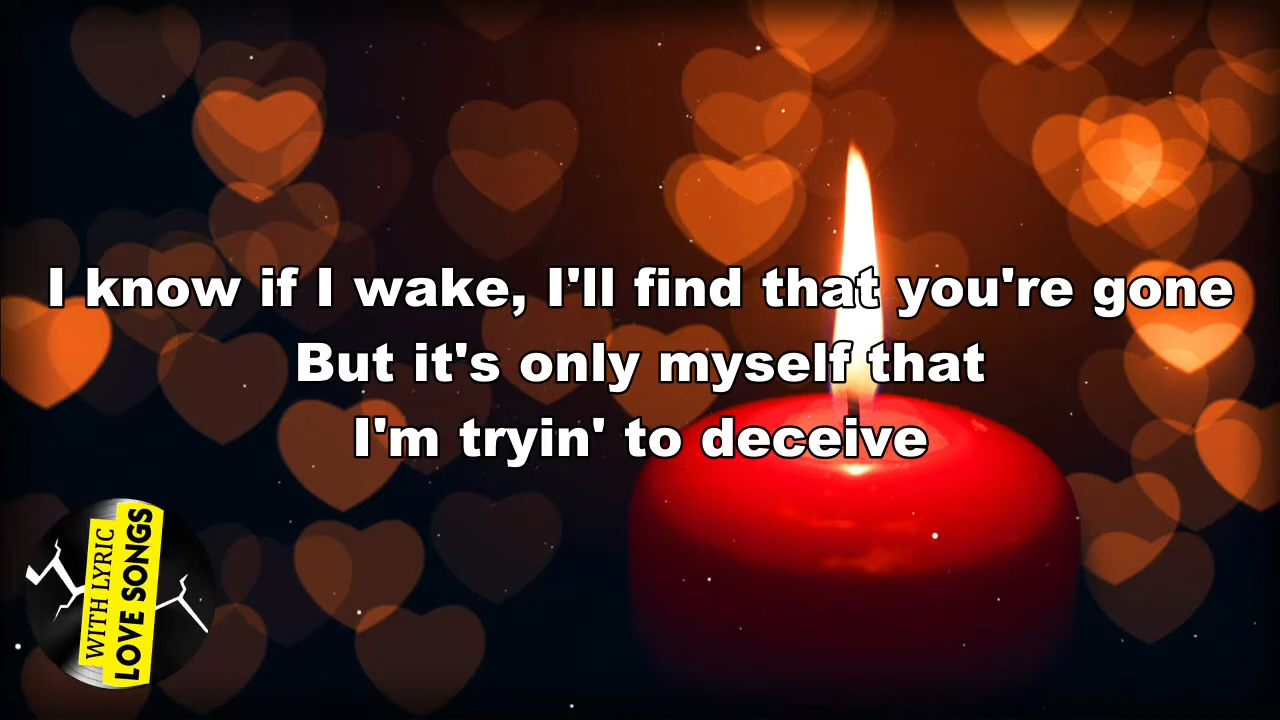 I know if I wake, I'll find that you're gone
But it's only myself that
I'm tryin' to deceive
WITH LYRIC
LOVE SONGS